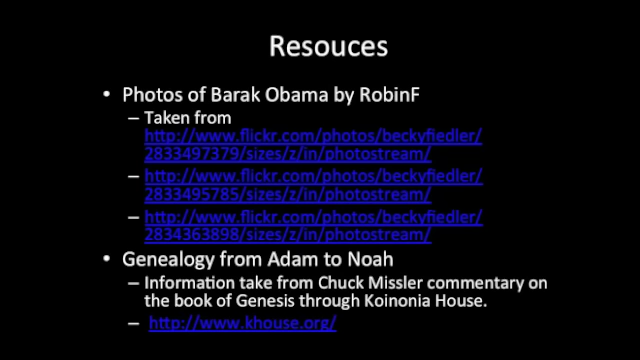 Resouces
• Photos of Barak Obama by RobinF
– Taken from
http://www.flickr.com/photos/beckyfiedler/
2833497379/sizes/z/in/photostream/
– http://www.flickr.com/photos/beckyfiedler/
2833495785/sizes/z/in/photostream/
– http://www.flickr.com/photos/beckyfiedler/
2834363898/sizes/z/in/photostream/
• Genealogy from Adam to Noah
– Information take from Chuck Missler commentary on
the book of Genesis through Koinonia House.
– http://www.khouse.org/